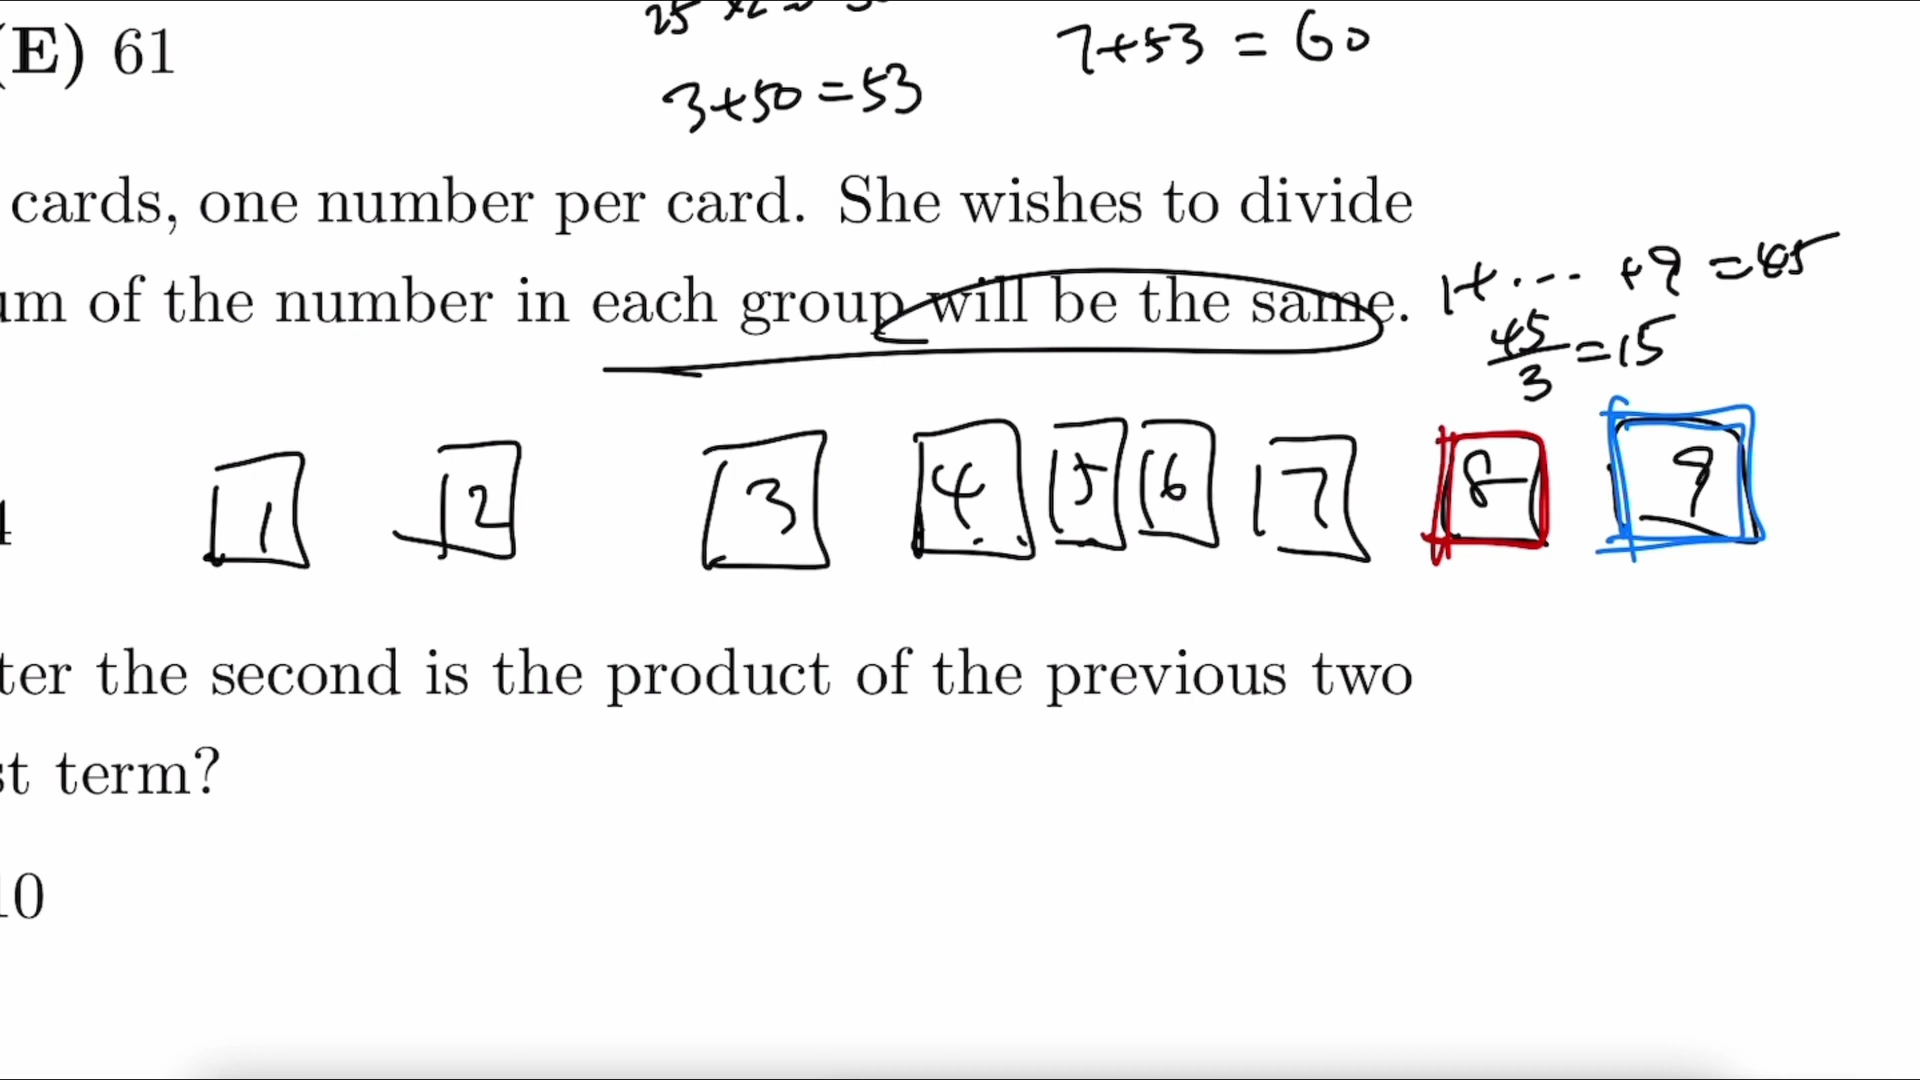 (E) 61
3+50=53
7+53 = 60
cards, one number per card. She wishes to divide
um of the number in each group will be the same.
1+ ... +9 =45
45/3=15
1 2 3 4 5 6 7 8 9
4
ter the second is the product of the previous two
st term?
10